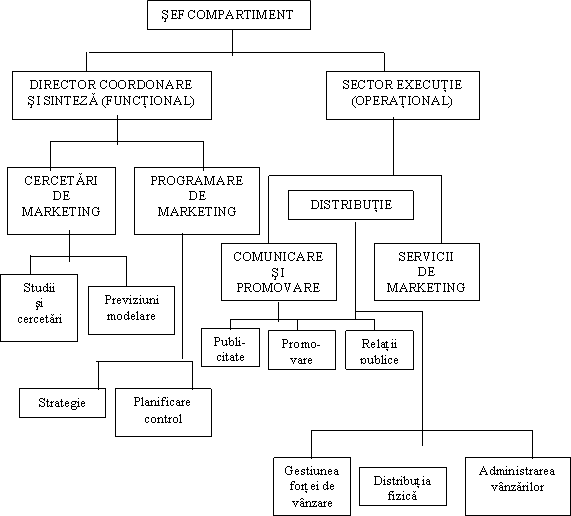 ŞEF COMPARTIMENT
DIRECTOR COORDONARE
ŞI SINTEZĂ (FUNCŢIONAL)
SECTOR EXECUŢIE
(OPERAŢIONAL)
CERCETĂRI
DE
MARKETING
PROGRAMARE
DE
MARKETING
DISTRIBUŢIE
COMUNICARE
ŞI
PROMOVARE
SERVICII
DE
MARKETING
Studii
şi
cercetări
Previziuni
modelare
Publi-
citate
Promo-
vare
Relaţii
publice
Strategie
Planificare
control
Gestiunea
forţei de
vânzare
Distribuţia
fizică
Administrarea
vânzărilor